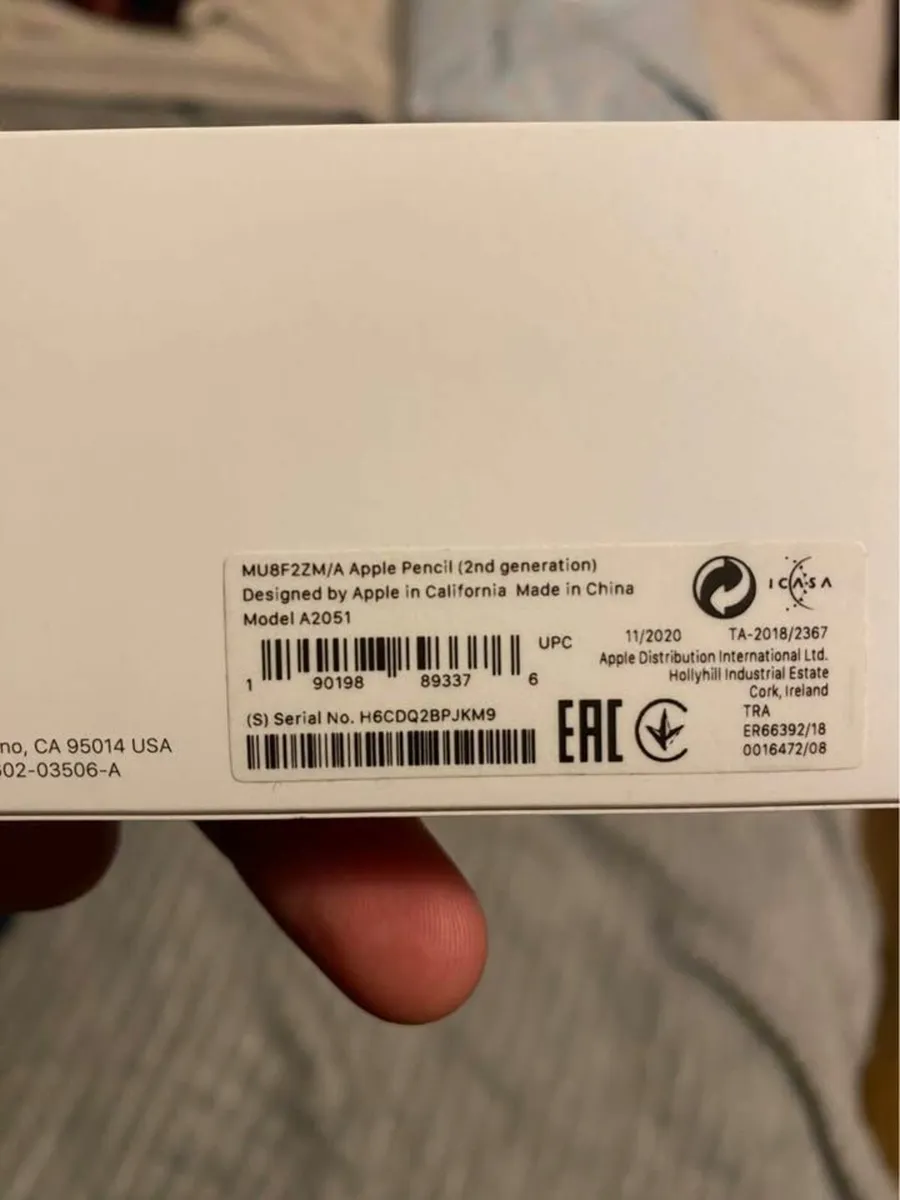 MU8F2ZM/A Apple Pencil (2nd generation)
Designed by Apple in California Made in China
Model A2051
UPC
1 90198 89337 6
(S) Serial No. H6CDQ2BPJKM9
EAC
ICASA
11/2020 TA-2018/2367
Apple Distribution International Ltd.
Hollyhill Industrial Estate
Cork, Ireland
TRA
ER66392/18
0016472/08
no, CA 95014 USA
602-03506-A